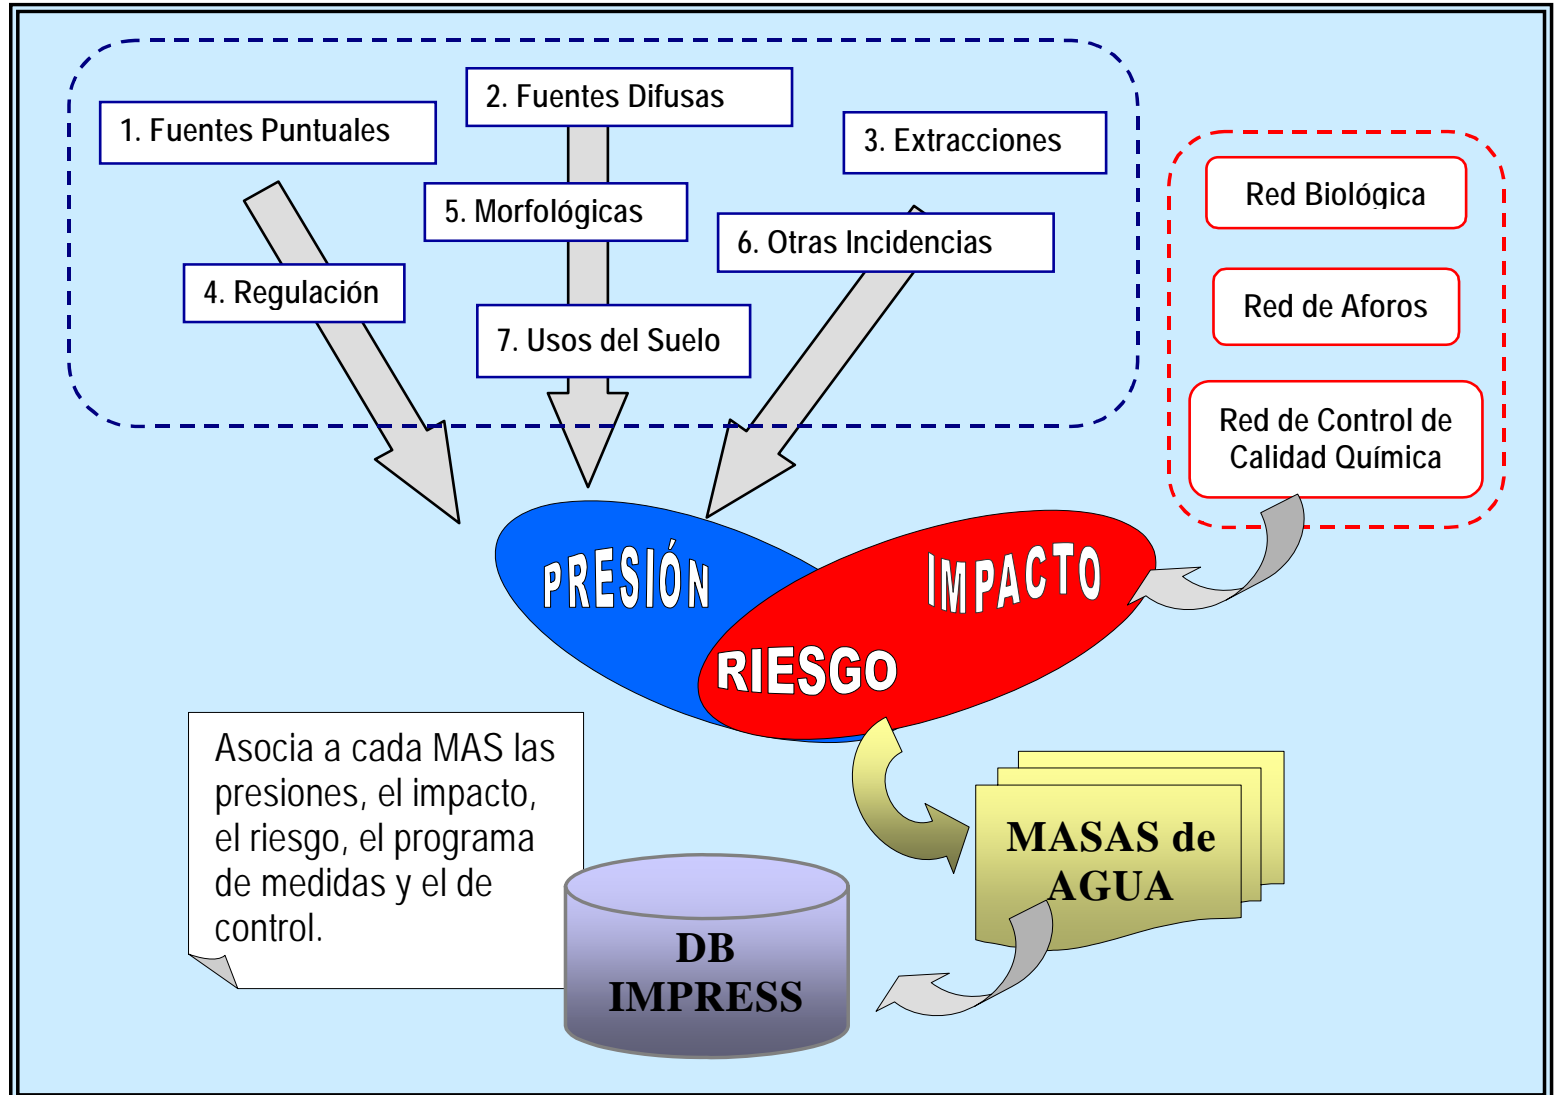 1. Fuentes Puntuales
2. Fuentes Difusas
3. Extracciones
4. Regulación
5. Morfológicas
6. Otras Incidencias
7. Usos del Suelo
Red Biológica
Red de Aforos
Red de Control de
Calidad Química
PRESIÓN
IMPACTO
RIESGO
Asocia a cada MAS las
presiones, el impacto,
el riesgo, el programa
de medidas y el de
control.
MASAS de
AGUA
DB
IMPRESS